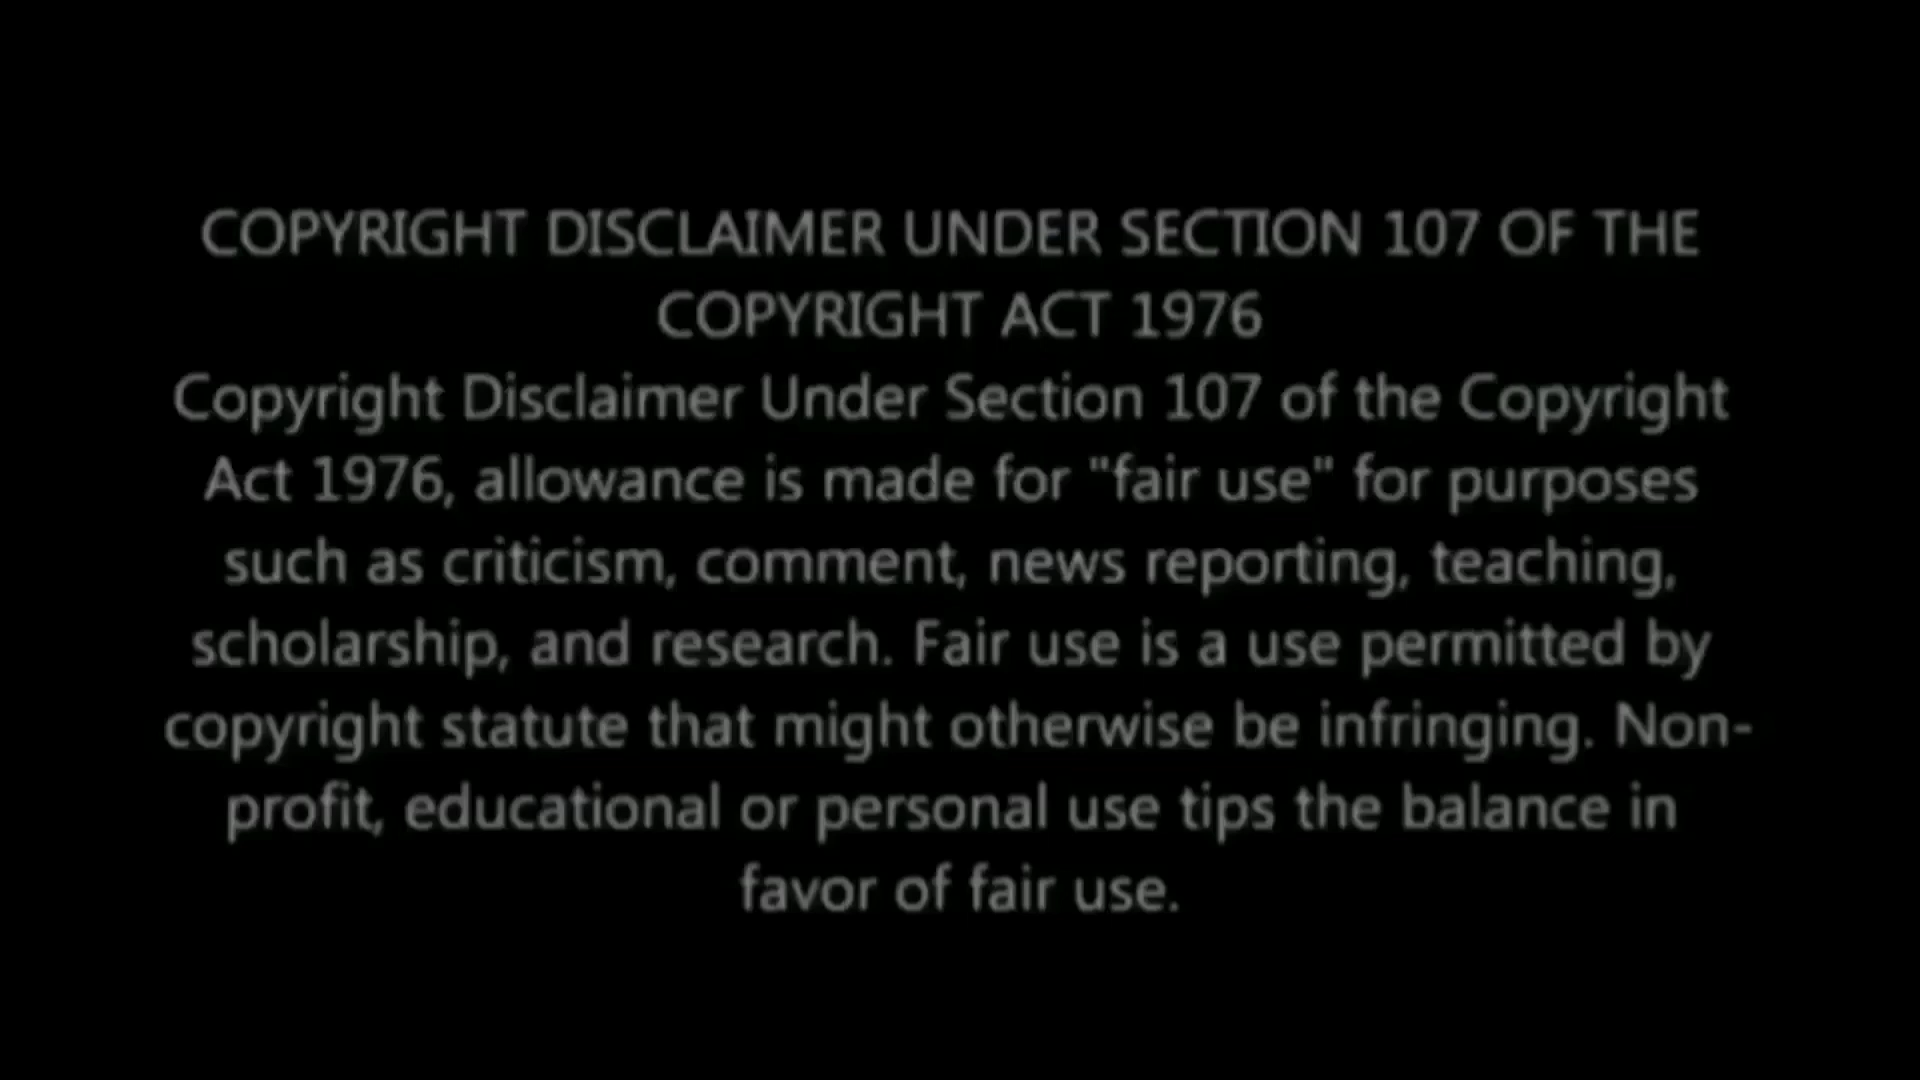 COPYRIGHT DISCLAIMER UNDER SECTION 107 OF THE
COPYRIGHT ACT 1976
Copyright Disclaimer Under Section 107 of the Copyright
Act 1976, allowance is made for "fair use" for purposes
such as criticism, comment, news reporting, teaching,
scholarship, and research. Fair use is a use permitted by
copyright statute that might otherwise be infringing. Non-
profit, educational or personal use tips the balance in
favor of fair use.